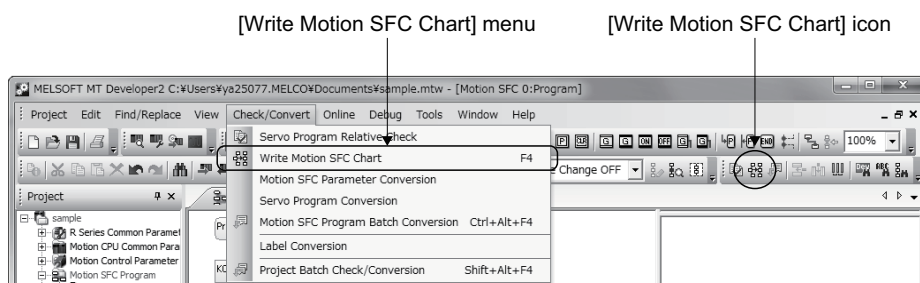 [Write Motion SFC Chart] menu
[Write Motion SFC Chart] icon
MELSOFT MT Developer2 C:¥Users¥ya25077.MELCO¥Documents¥sample.mtw - [Motion SFC 0:Program]
Project Edit Find/Replace View Check/Convert Online Debug Tools Window Help
Servo Program Relative Check
Write Motion SFC Chart F4
Change OFF
100%
Motion SFC Parameter Conversion
Servo Program Conversion
Motion SFC Program Batch Conversion Ctrl+Alt+F4
Label Conversion
Project Batch Check/Conversion Shift+Alt+F4
Project
sample
R Series Common Paramet
Motion CPU Common Para
Motion Control Parameter
Motion SFC Program
Pr
KC